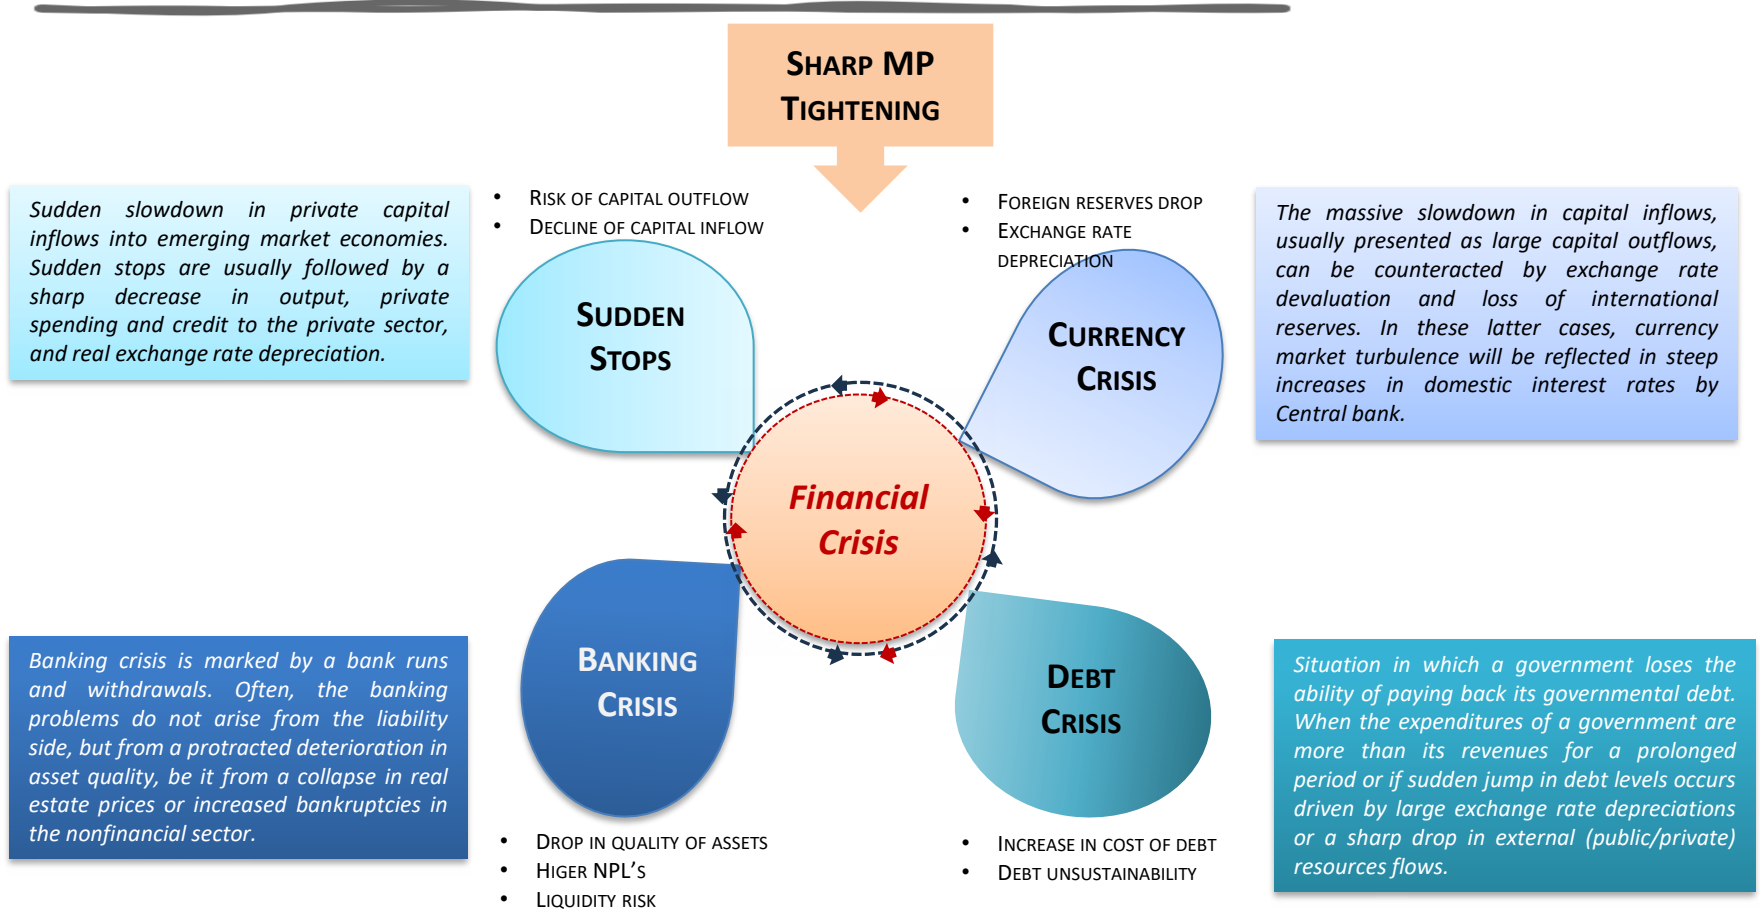 SHARP MP
TIGHTENING
Sudden slowdown in private capital
inflows into emerging market economies.
Sudden stops are usually followed by a
sharp decrease in output, private
spending and credit to the private sector,
and real exchange rate depreciation.
• RISK OF CAPITAL OUTFLOW
• DECLINE OF CAPITAL INFLOW
SUDDEN
STOPS
• FOREIGN RESERVES DROP
• EXCHANGE RATE
DEPRECIATION
CURRENCY
CRISIS
The massive slowdown in capital inflows,
usually presented as large capital outflows,
can be counteracted by exchange rate
devaluation and loss of international
reserves. In these latter cases, currency
market turbulence will be reflected in steep
increases in domestic interest rates by
Central bank.
Financial
Crisis
Banking crisis is marked by a bank runs
and withdrawals. Often, the banking
problems do not arise from the liability
side, but from a protracted deterioration in
asset quality, be it from a collapse in real
estate prices or increased bankruptcies in
the nonfinancial sector.
BANKING
CRISIS
• DROP IN QUALITY OF ASSETS
• HIGER NPL'S
• LIQUIDITY RISK
DEBT
CRISIS
• INCREASE IN COST OF DEBT
• DEBT UNSUSTAINABILITY
Situation in which a government loses the
ability of paying back its governmental debt.
When the expenditures of a government are
more than its revenues for a prolonged
period or if sudden jump in debt levels occurs
driven by large exchange rate depreciations
or a sharp drop in external (public/private)
resources flows.